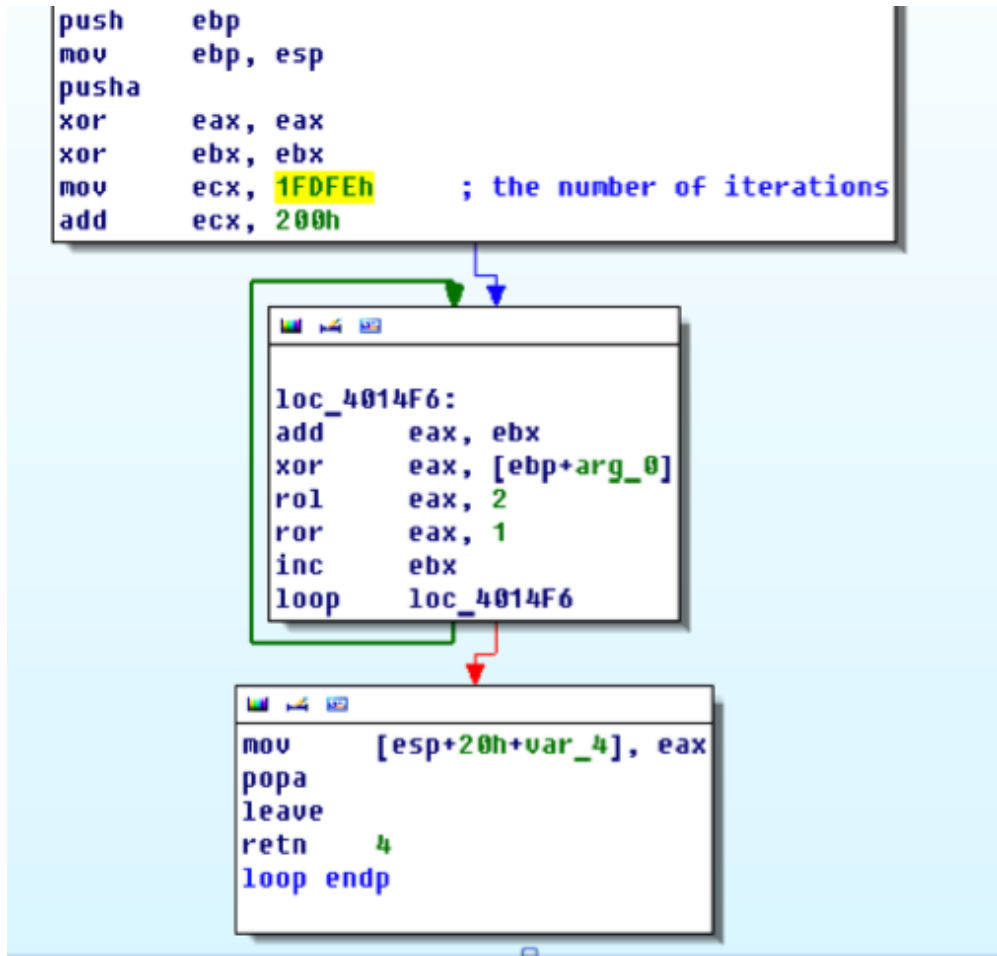 push ebp
mov ebp, esp
pusha
xor eax, eax
xor ebx, ebx
mov ecx, 1FDFEh ; the number of iterations
add ecx, 200h
loc_4014F6:
add eax, ebx
xor eax, [ebp+arg_0]
rol eax, 2
ror eax, 1
inc ebx
loop loc_4014F6
mov [esp+20h+var_4], eax
popa
leave
retn 4
loop endp